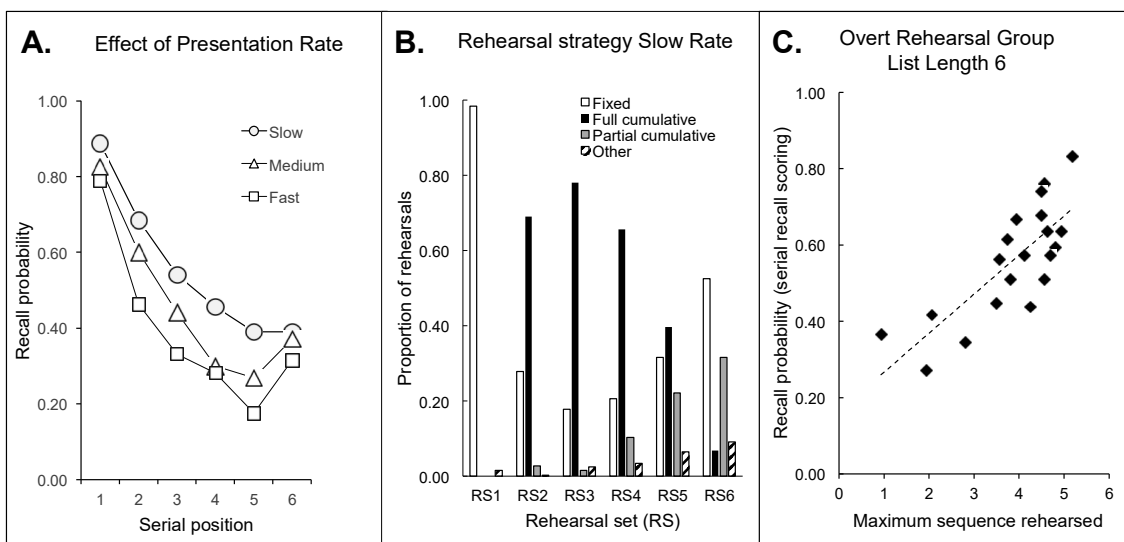 A.
Effect of Presentation Rate
Recall probability
1.00
0.80
0.60
0.40
0.20
0.00
Slow
Medium
Fast
1 2 3 4 5 6
Serial position
B.
Rehearsal strategy Slow Rate
Proportion of rehearsals
1.00
0.80
0.60
0.40
0.20
0.00
Fixed
Full cumulative
Partial cumulative
Other
RS1 RS2 RS3 RS4 RS5 RS6
Rehearsal set (RS)
C.
Overt Rehearsal Group
List Length 6
Recall probability (serial recall scoring)
1.00
0.80
0.60
0.40
0.20
0.00
0 1 2 3 4 5 6
Maximum sequence rehearsed